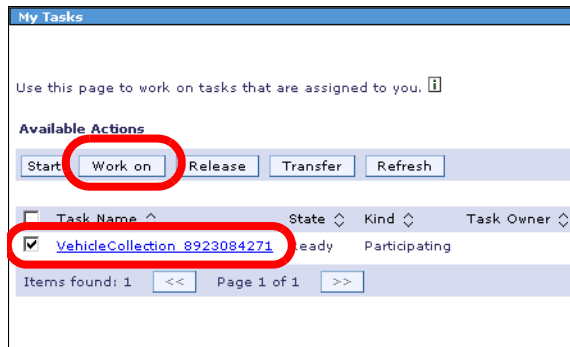 My Tasks
Use this page to work on tasks that are assigned to you. i
Available Actions
Start Work on Release Transfer Refresh
Task Name State Kind Task Owner
VehicleCollection_8923084271 Ready Participating
Items found: 1 << Page 1 of 1 >>